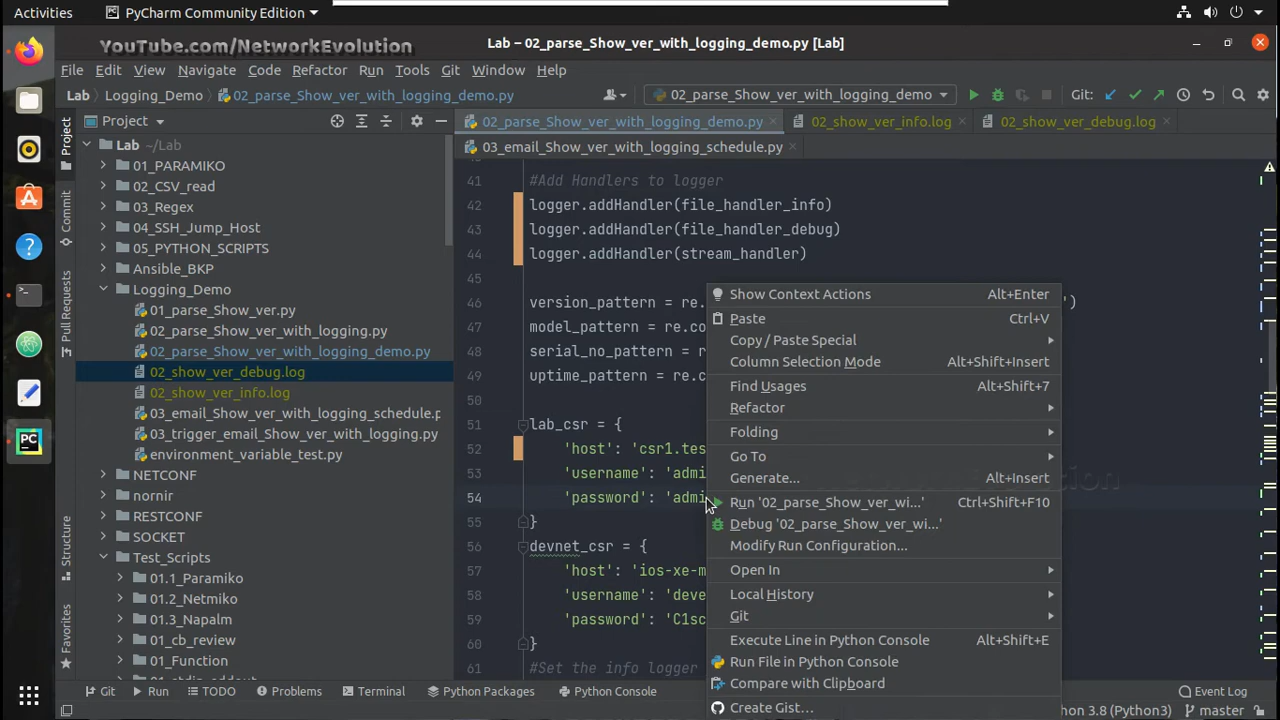 Activities
PyCharm Community Edition
YouTube.com/NetworkEvolution
Lab – 02_parse_Show_ver_with_logging_demo.py [Lab]
File Edit View Navigate Code Refactor Run Tools Git Window Help
Lab Logging_Demo 02_parse_Show_ver_with_logging_demo.py
02_parse_Show_ver_with_logging_demo
Git:
Project
02_parse_Show_ver_with_logging_demo.py
02_show_ver_info.log
02_show_ver_debug.log
03_email_Show_ver_with_logging_schedule.py
Project
Commit
Pull Requests
Structure
Favorites
Lab ~/Lab
01_PARAMIKO
02_CSV_read
03_Regex
04_SSH_Jump_Host
05_PYTHON_SCRIPTS
Ansible_BKP
Logging_Demo
01_parse_Show_ver.py
02_parse_Show_ver_with_logging.py
02_parse_Show_ver_with_logging_demo.py
02_show_ver_debug.log
02_show_ver_info.log
03_email_Show_ver_with_logging_schedule.p
03_trigger_email_Show_ver_with_logging.py
environment_variable_test.py
NETCONF
nornir
RESTCONF
SOCKET
Test_Scripts
01.1_Paramiko
01.2_Netmiko
01.3_Napalm
01_cb_review
01_Function
41 #Add Handlers to logger
42 logger.addHandler(file_handler_info)
43 logger.addHandler(file_handler_debug)
44 logger.addHandler(stream_handler)
45
46 version_pattern = re. ')
47 model_pattern = re.co
48 serial_no_pattern = r
49 uptime_pattern = re.c
50
51 lab_csr = {
52 'host': 'csr1.tes
53 'username': 'admi
54 'password': 'admi
55 }
56 devnet_csr = {
57 'host': 'ios-xe-m
58 'username': 'deve
59 'password': 'C1sc
60 }
61 #Set the info logger
Show Context Actions Alt+Enter
Paste Ctrl+V
Copy / Paste Special
Column Selection Mode Alt+Shift+Insert
Find Usages Alt+Shift+7
Refactor
Folding
Go To
Generate... Alt+Insert
Run '02_parse_Show_ver_wi...' Ctrl+Shift+F10
Debug '02_parse_Show_ver_wi...'
Modify Run Configuration...
Open In
Local History
Git
Execute Line in Python Console Alt+Shift+E
Run File in Python Console
Compare with Clipboard
Create Gist...
Git Run TODO Problems Terminal Python Packages Python Console Event Log
on 3.8 (Python3) master